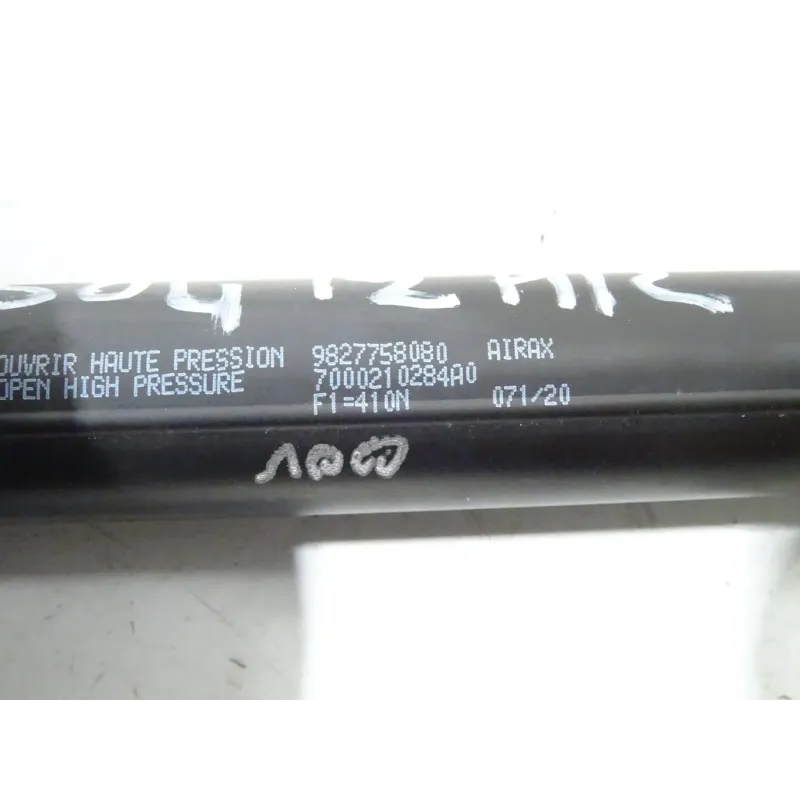 OUVRIR HAUTE PRESSION 9827758080 AIRAX
OPEN HIGH PRESSURE 7000210284A0
F1=410N 071/20